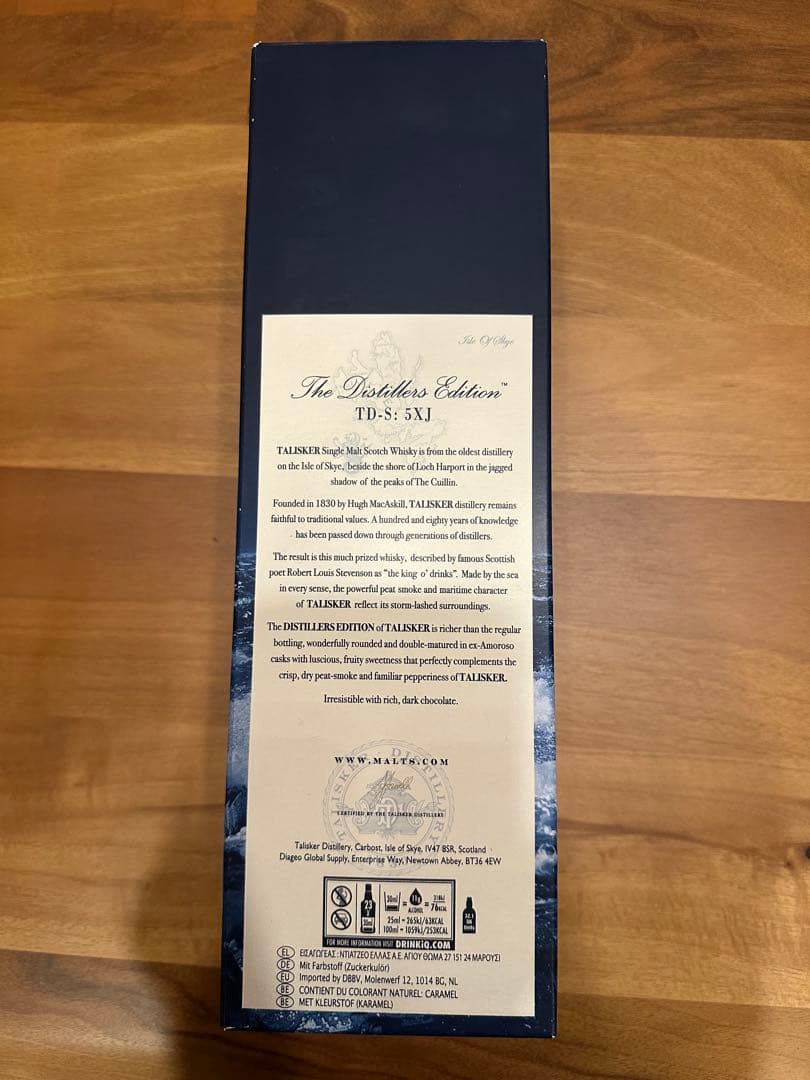 Isle Of Skye
The Distillers Edition™
TD-S: 5XJ
TALISKER Single Malt Scotch Whisky is from the oldest distillery
on the Isle of Skye, beside the shore of Loch Harport in the jagged
shadow of the peaks of The Cuillin.
Founded in 1830 by Hugh MacAskill, TALISKER distillery remains
faithful to traditional values. A hundred and eighty years of knowledge
has been passed down through generations of distillers.
The result is this much prized whisky, described by famous Scottish
poet Robert Louis Stevenson as "the king o' drinks". Made by the sea
in every sense, the powerful peat smoke and maritime character
of TALISKER reflect its storm-lashed surroundings.
The DISTILLERS EDITION of TALISKER is richer than the regular
bottling, wonderfully rounded and double-matured in ex-Amoroso
casks with luscious, fruity sweetness that perfectly complements the
crisp, dry peat-smoke and familiar pepperiness of TALISKER.
Irresistible with rich, dark chocolate.
WWW.MALTS.COM
TALISKER · DISTILLERY
CERTIFIED BY THE TALISKER DISTILLERS
Talisker Distillery, Carbost, Isle of Skye, IV47 8SR, Scotland
Diageo Global Supply, Enterprise Way, Newtown Abbey, BT36 4EW
30ml = 11g ALCOHOL = 318kJ 76KCAL
25ml = 265kJ/63KCAL
100ml = 1059kJ/253KCAL
FOR MORE INFORMATION VISIT DRINKiQ.COM
EL ΕΙΣΑΓΩΓΕΑΣ: ΝΤΙΑΤΖΕΟ ΕΛΛΑΣ Α.Ε. ΑΓΙΟΥ ΘΩΜΑ 27 151 24 ΜΑΡΟΥΣΙ
DE Mit Farbstoff (Zuckerkulör)
EU Imported by DBBV, Molenwerf 12, 1014 BG, NL
BE CONTIENT DU COLORANT NATUREL: CARAMEL
BE MET KLEURSTOF (KARAMEL)